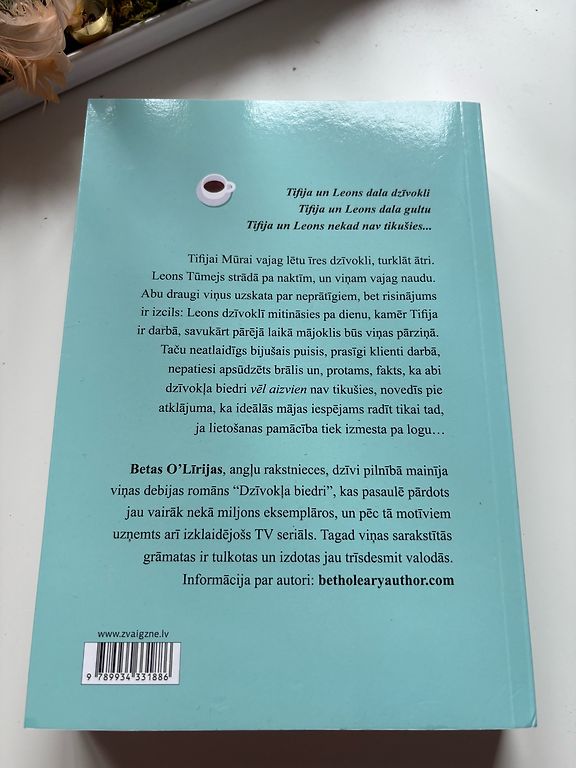 Tifija un Leons dala dzīvokli
Tifija un Leons dala gultu
Tifija un Leons nekad nav tikušies...
Tifijai Mūrai vajag lētu īres dzīvokli, turklāt ātri.
Leons Tūmejs strādā pa naktīm, un viņam vajag naudu.
Abu draugi viņus uzskata par neprātīgiem, bet risinājums
ir izcils: Leons dzīvoklī mitināsies pa dienu, kamēr Tifija
ir darbā, savukārt pārējā laikā mājoklis būs viņas pārziņā.
Taču neatlaidīgs bijušais puisis, prasīgi klienti darbā,
nepatiesi apsūdzēts brālis un, protams, fakts, ka abi
dzīvokļa biedri vēl aizvien nav tikušies, novedīs pie
atklājuma, ka ideālās mājas iespējams radīt tikai tad,
ja lietošanas pamācība tiek izmesta pa logu…
Betas O’Līrijas, angļu rakstnieces, dzīvi pilnībā mainīja
viņas debijas romāns “Dzīvokļa biedri”, kas pasaulē pārdots
jau vairāk nekā miljons eksemplāros, un pēc tā motīviem
uzņemts arī izklaidējošs TV seriāls. Tagad viņas sarakstītās
grāmatas ir tulkotas un izdotas jau trīsdesmit valodās.
Informācija par autori: betholearyauthor.com
www.zvaigzne.lv
9 789934 331886